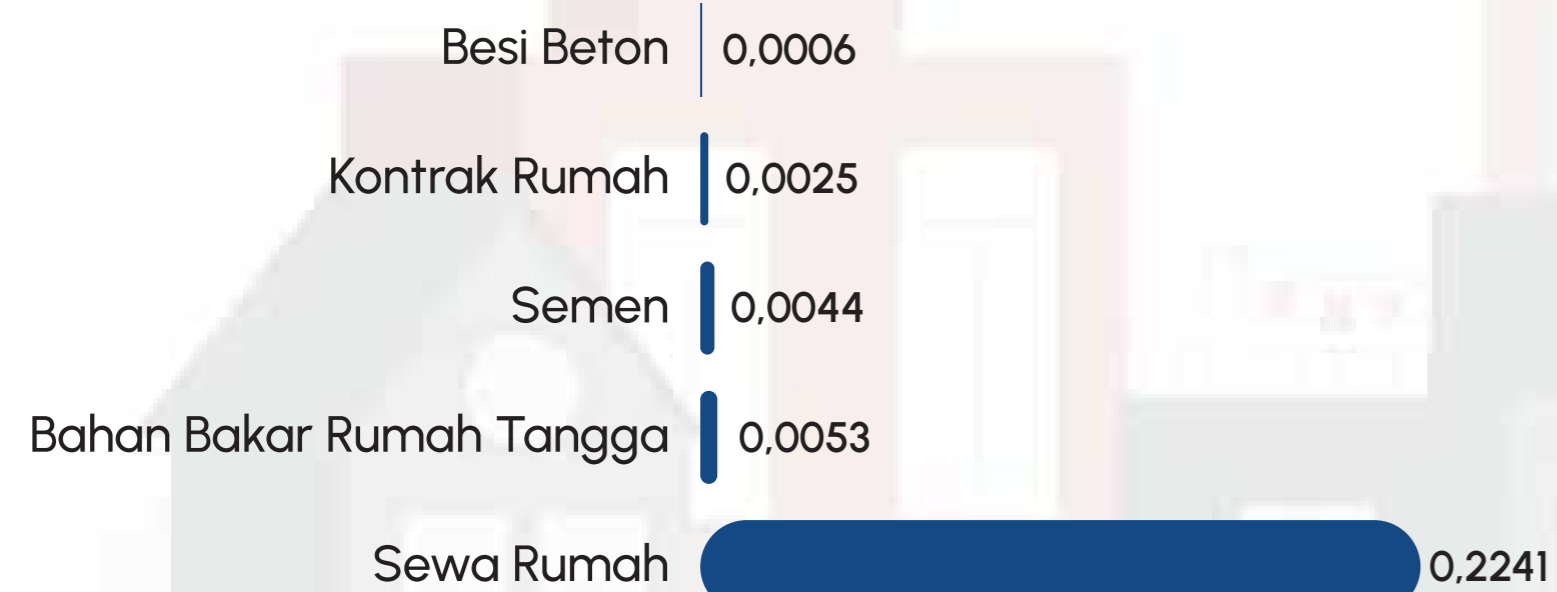 Besi Beton 0,0006
Kontrak Rumah 0,0025
Semen 0,0044
Bahan Bakar Rumah Tangga 0,0053
Sewa Rumah 0,2241